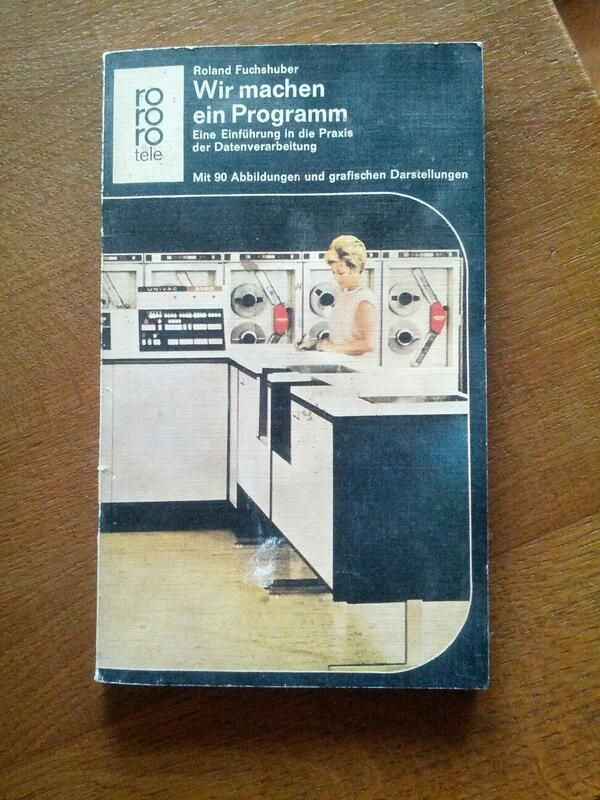 ro
ro
ro
tele
Roland Fuchshuber
Wir machen
ein Programm
Eine Einführung in die Praxis
der Datenverarbeitung
Mit 90 Abbildungen und grafischen Darstellungen
UNIVAC